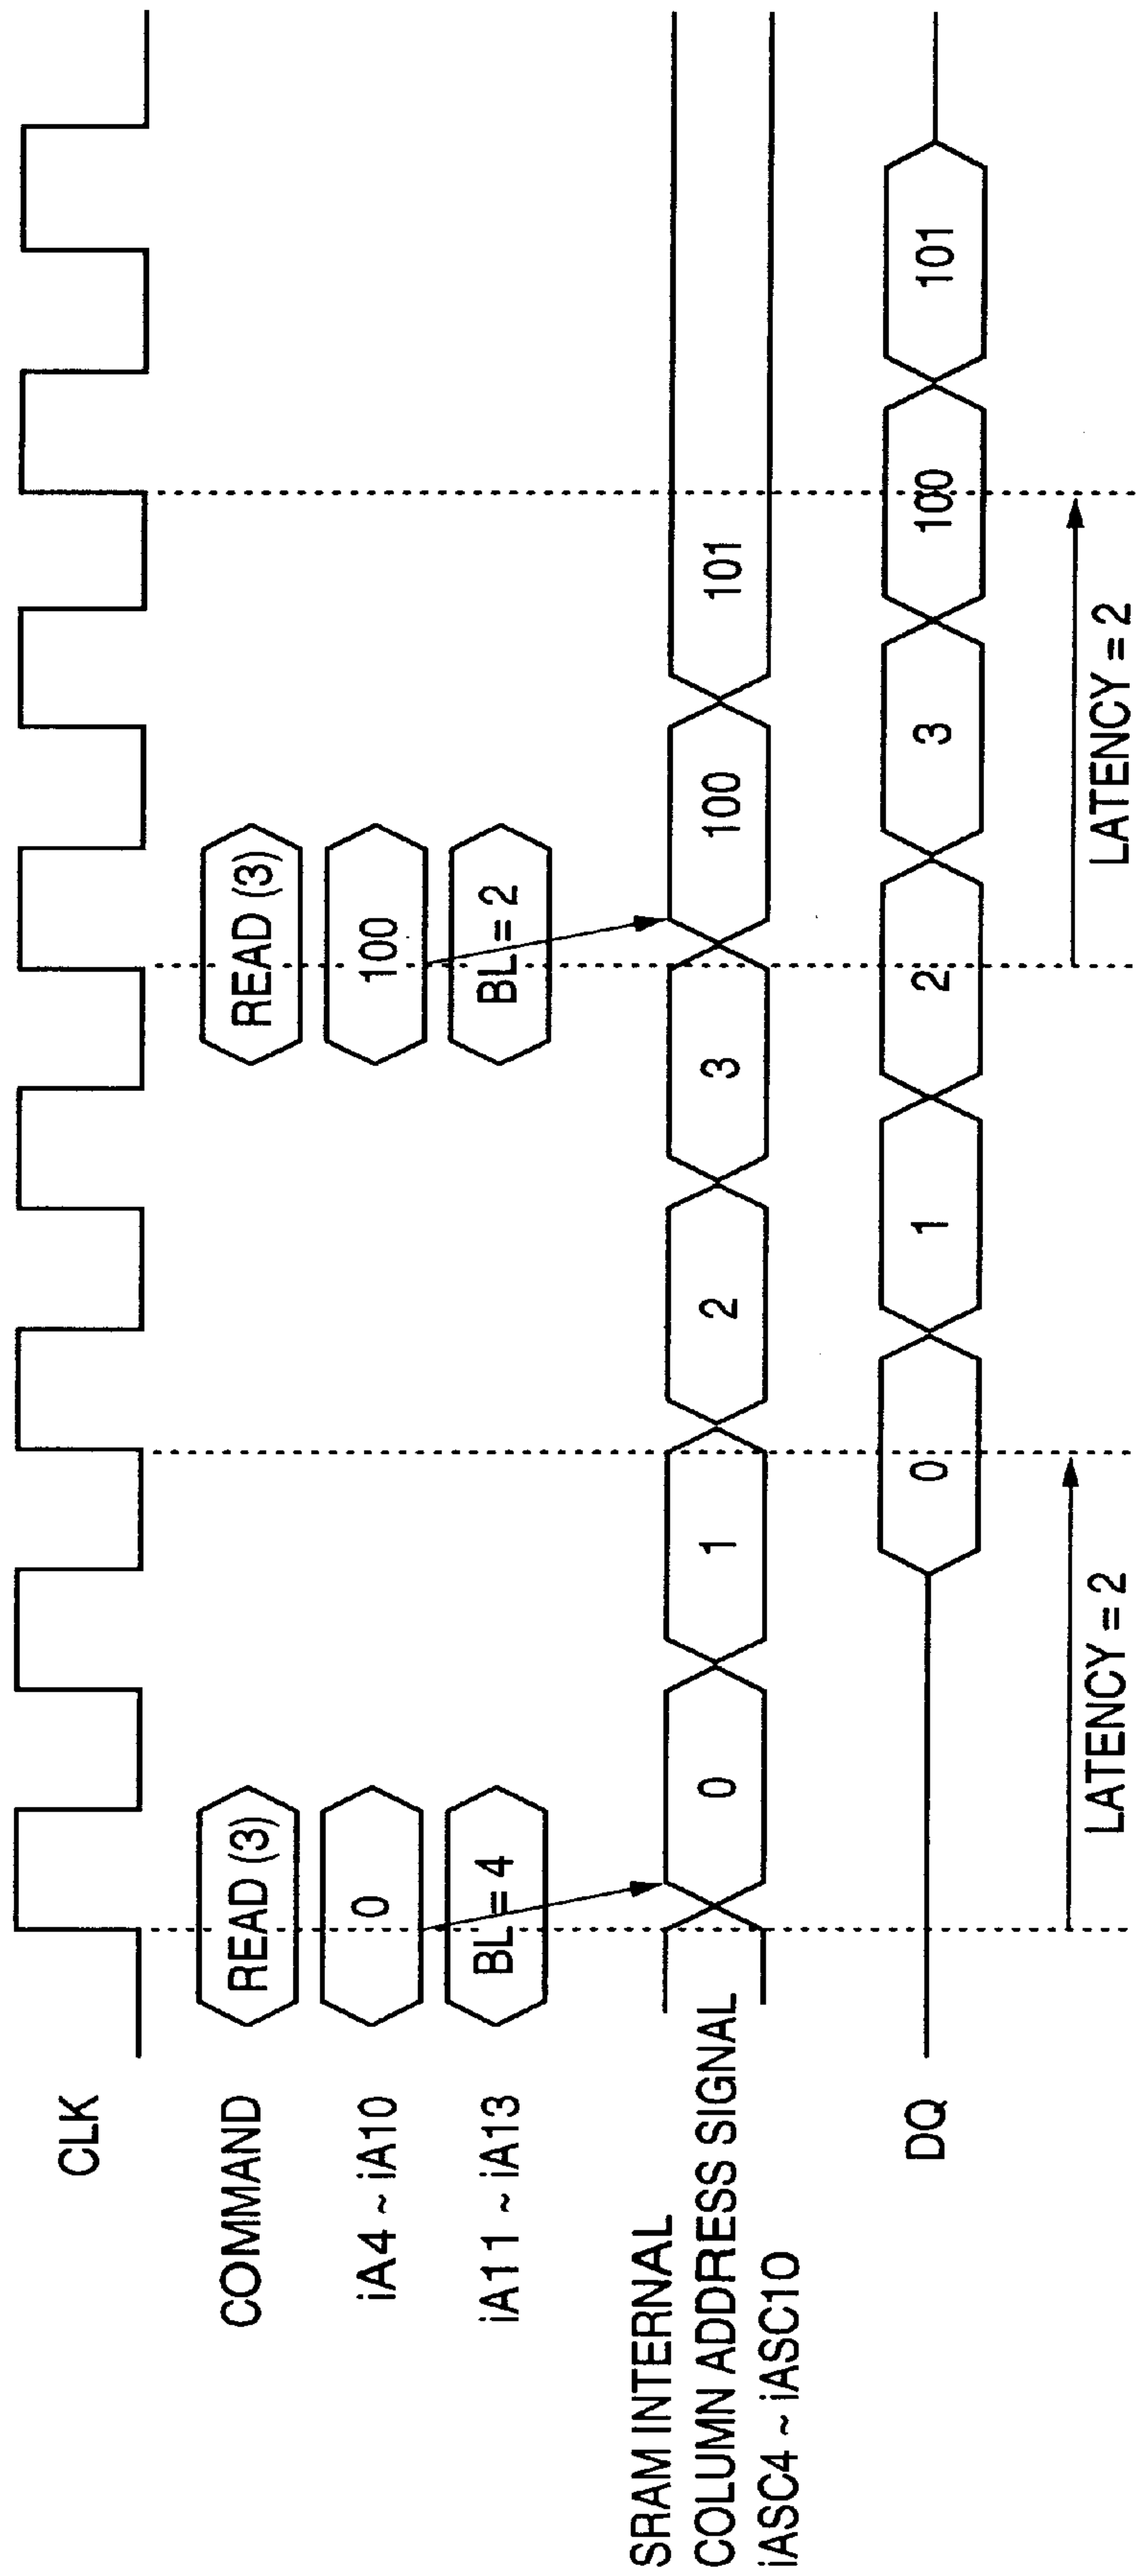 CLK
COMMAND
READ (3)
READ (3)
iA4 ~ iA10
0
100
iA11 ~ iA13
BL = 4
BL = 2
SRAM INTERNAL
COLUMN ADDRESS SIGNAL
iASC4 ~ iASC10
0
1
2
3
100
101
DQ
0
1
2
3
100
101
LATENCY = 2
LATENCY = 2